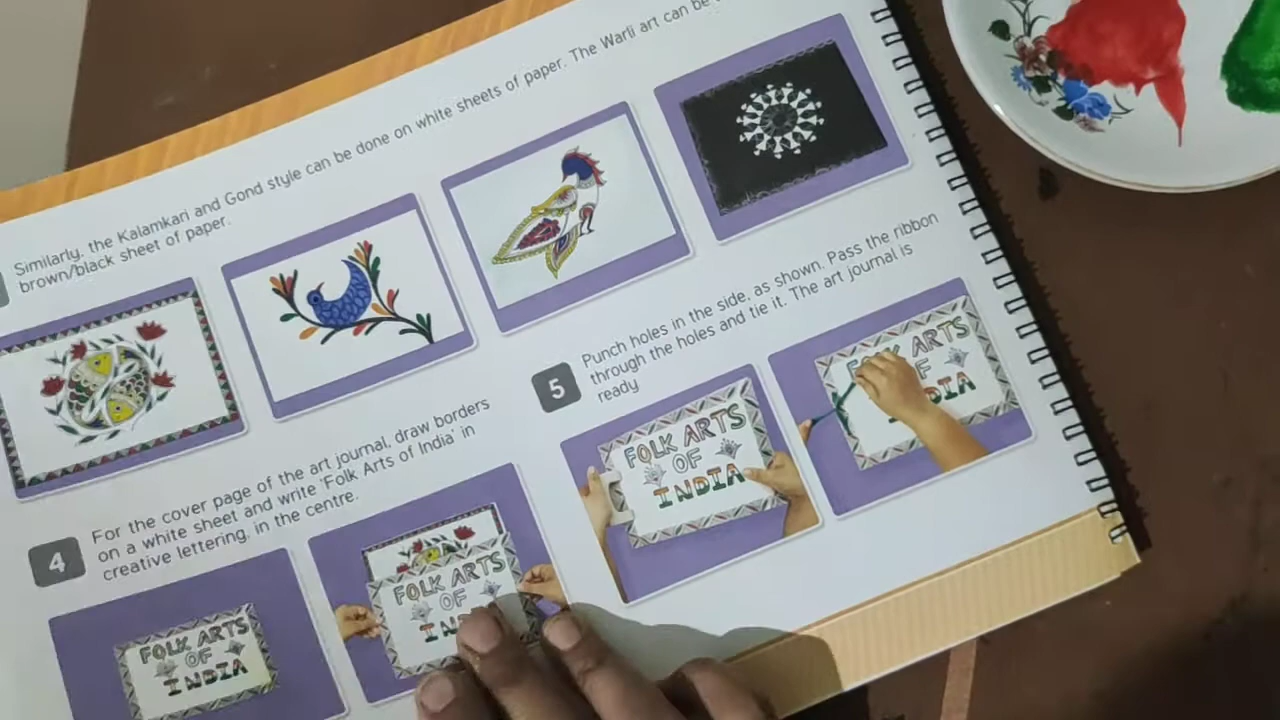 Similarly, the Kalamkari and Gond style can be done on white sheets of paper. The Warli art can be
brown/black sheet of paper.
4
For the cover page of the art journal, draw borders
on a white sheet and write 'Folk Arts of India' in
creative lettering, in the centre.
FOLK ARTS
OF
INDIA
FOLK ARTS
OF
5
Punch holes in the side, as shown. Pass the ribbon
through the holes and tie it. The art journal is
ready
FOLK ARTS
OF
INDIA
ARTS